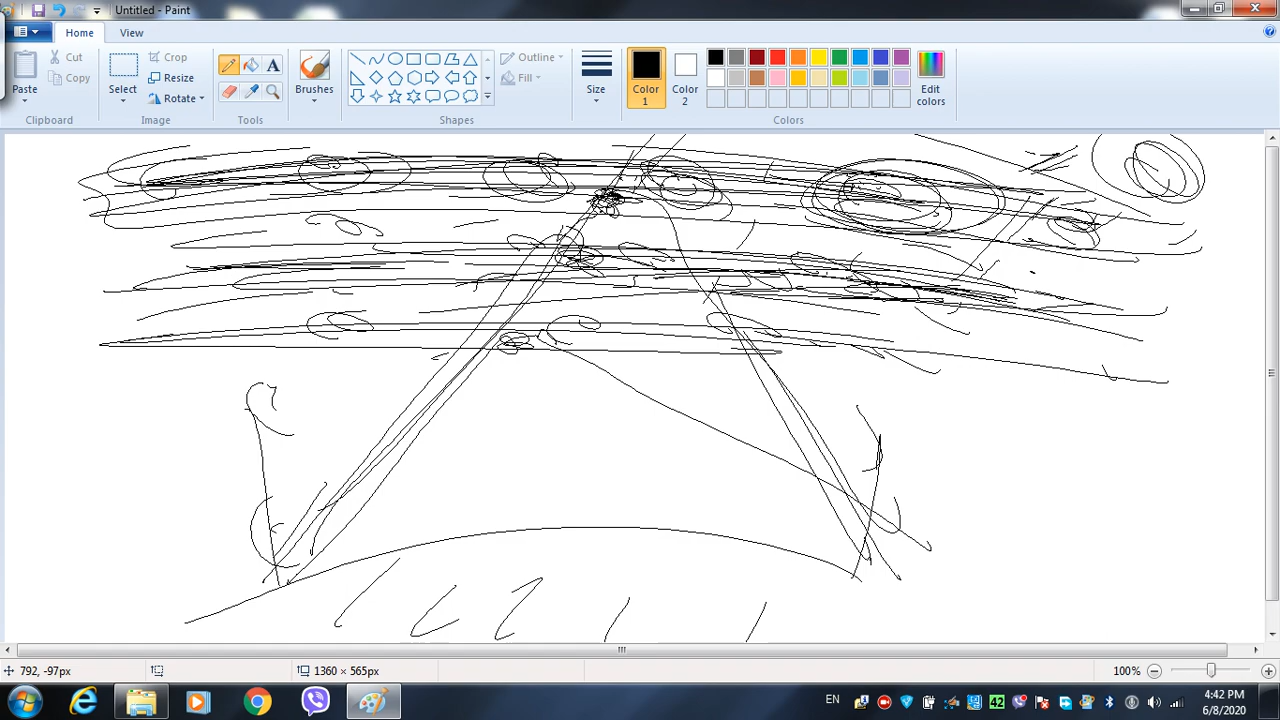 Untitled - Paint
Home
View
Paste
Cut
Copy
Clipboard
Select
Crop
Resize
Rotate
Image
A
Tools
Brushes
Shapes
Outline
Fill
Size
Color 1
Color 2
Edit colors
Colors
792, -97px
1360 × 565px
100%
EN
42
4:42 PM
6/8/2020